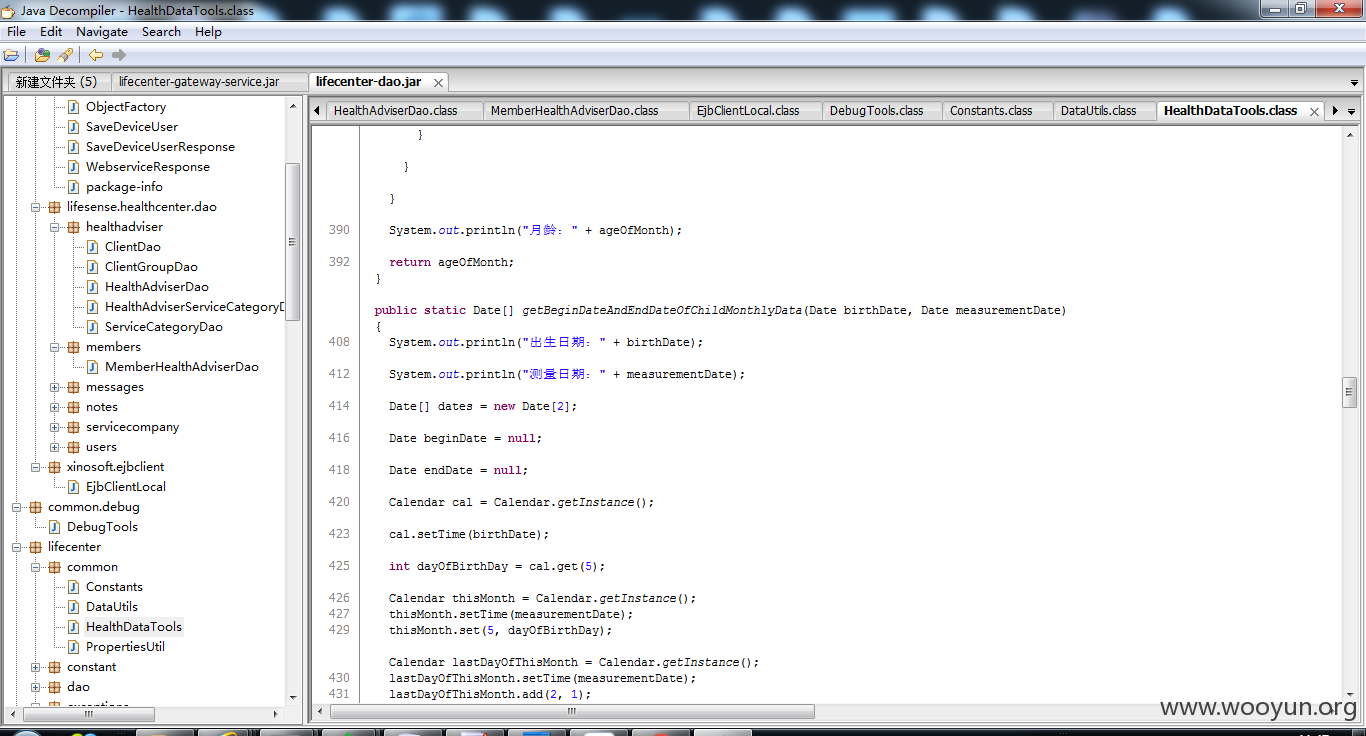 Java Decompiler - HealthDataTools.class
File Edit Navigate Search Help
新建文件夹 (5) lifecenter-gateway-service.jar lifecenter-dao.jar
HealthAdviserDao.class MemberHealthAdviserDao.class EjbClientLocal.class DebugTools.class Constants.class DataUtils.class HealthDataTools.class
ObjectFactory
SaveDeviceUser
SaveDeviceUserResponse
WebserviceResponse
package-info
lifesense.healthcenter.dao
healthadviser
ClientDao
ClientGroupDao
HealthAdviserDao
HealthAdviserServiceCategoryD
ServiceCategoryDao
members
MemberHealthAdviserDao
messages
notes
servicecompany
users
xinosoft.ejbclient
EjbClientLocal
common.debug
DebugTools
lifecenter
common
Constants
DataUtils
HealthDataTools
PropertiesUtil
constant
dao
}
}
}
390 System.out.println("月龄：" + ageOfMonth);
392 return ageOfMonth;
}
public static Date[] getBeginDateAndEndDateOfChildMonthlyData(Date birthDate, Date measurementDate)
{
408 System.out.println("出生日期：" + birthDate);
412 System.out.println("测量日期：" + measurementDate);
414 Date[] dates = new Date[2];
416 Date beginDate = null;
418 Date endDate = null;
420 Calendar cal = Calendar.getInstance();
423 cal.setTime(birthDate);
425 int dayOfBirthDay = cal.get(5);
426 Calendar thisMonth = Calendar.getInstance();
427 thisMonth.setTime(measurementDate);
429 thisMonth.set(5, dayOfBirthDay);
Calendar lastDayOfThisMonth = Calendar.getInstance();
430 lastDayOfThisMonth.setTime(measurementDate);
431 lastDayOfThisMonth.add(2, 1);
www.wooyun.org